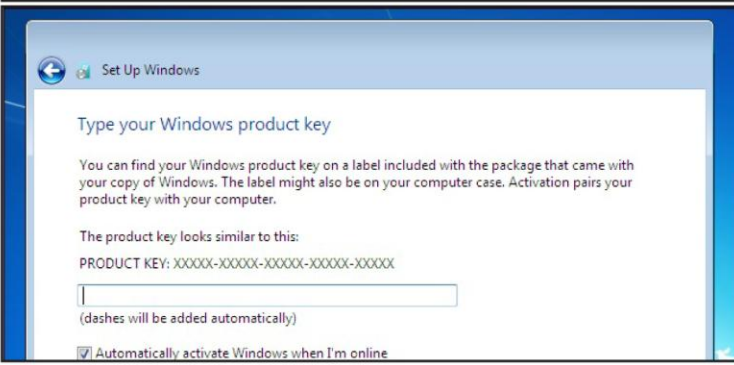 Set Up Windows
Type your Windows product key
You can find your Windows product key on a label included with the package that came with
your copy of Windows. The label might also be on your computer case. Activation pairs your
product key with your computer.
The product key looks similar to this:
PRODUCT KEY: XXXXX-XXXXX-XXXXX-XXXXX-XXXXX
(dashes will be added automatically)
Automatically activate Windows when I'm online